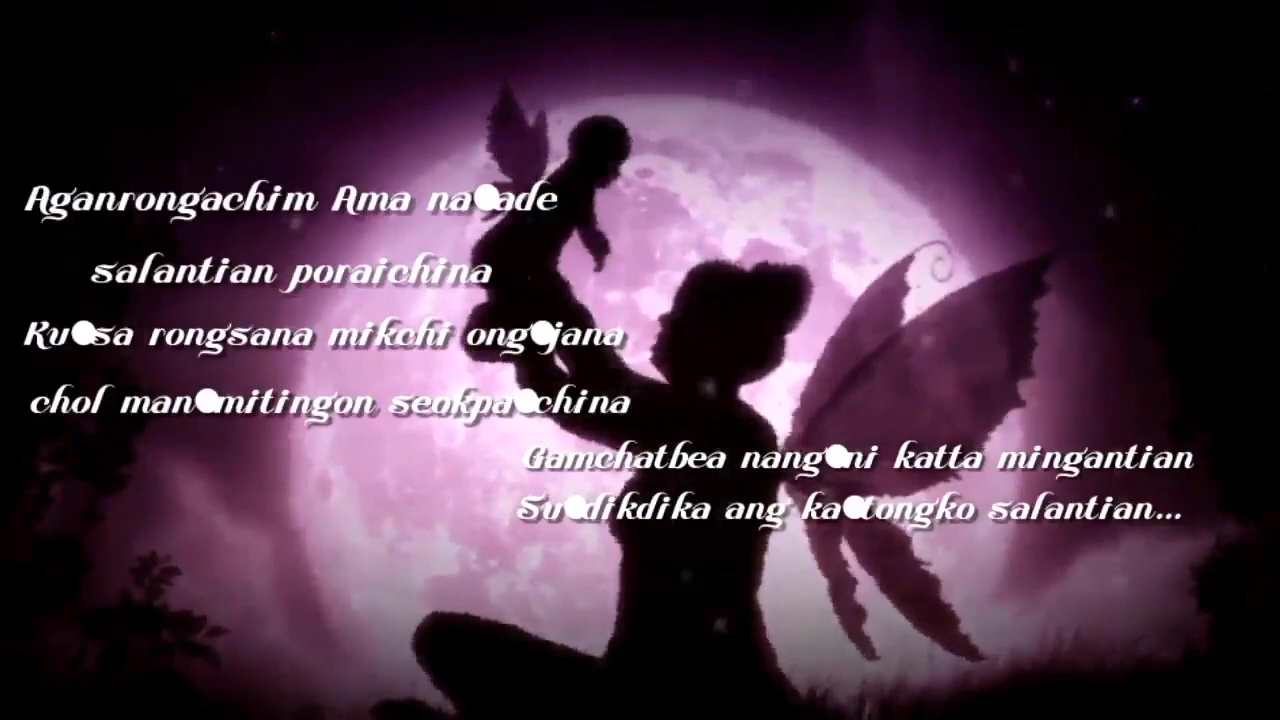 Aganrongachim Ama na●ade
salantian poraichina
Ku●sa rongsana mikchi ong●jana
chol man●mitingon seokpa●china
Gamchatbea nang●ni katta mingantian
Su●dikdika ang ka●tongko salantian...